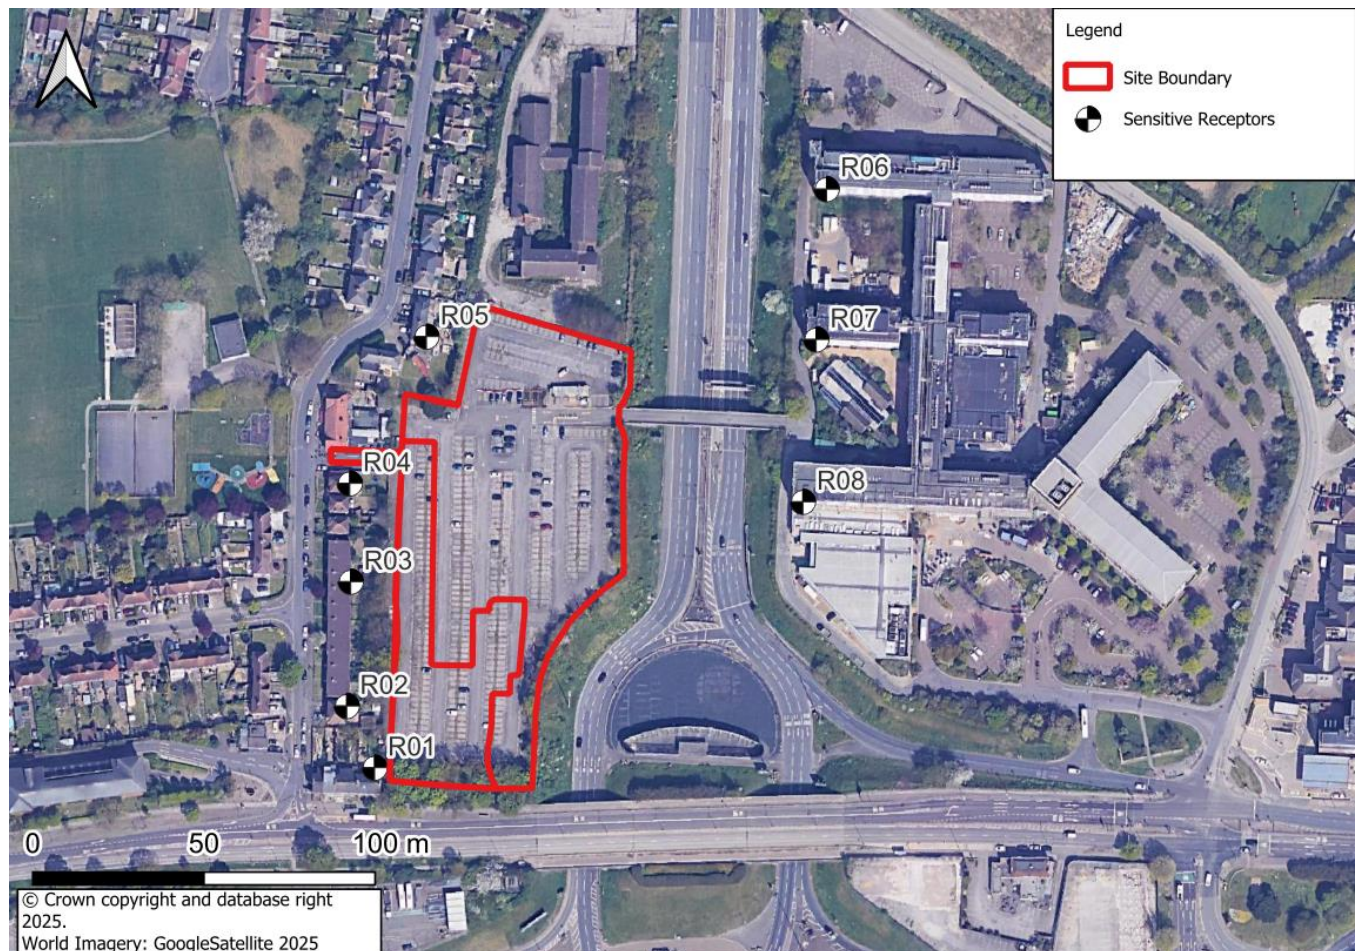 Legend
Site Boundary
Sensitive Receptors
R06
R05
R07
R04
R08
R03
R02
R01
0 50 100 m
© Crown copyright and database right
2025.
World Imagery: GoogleSatellite 2025